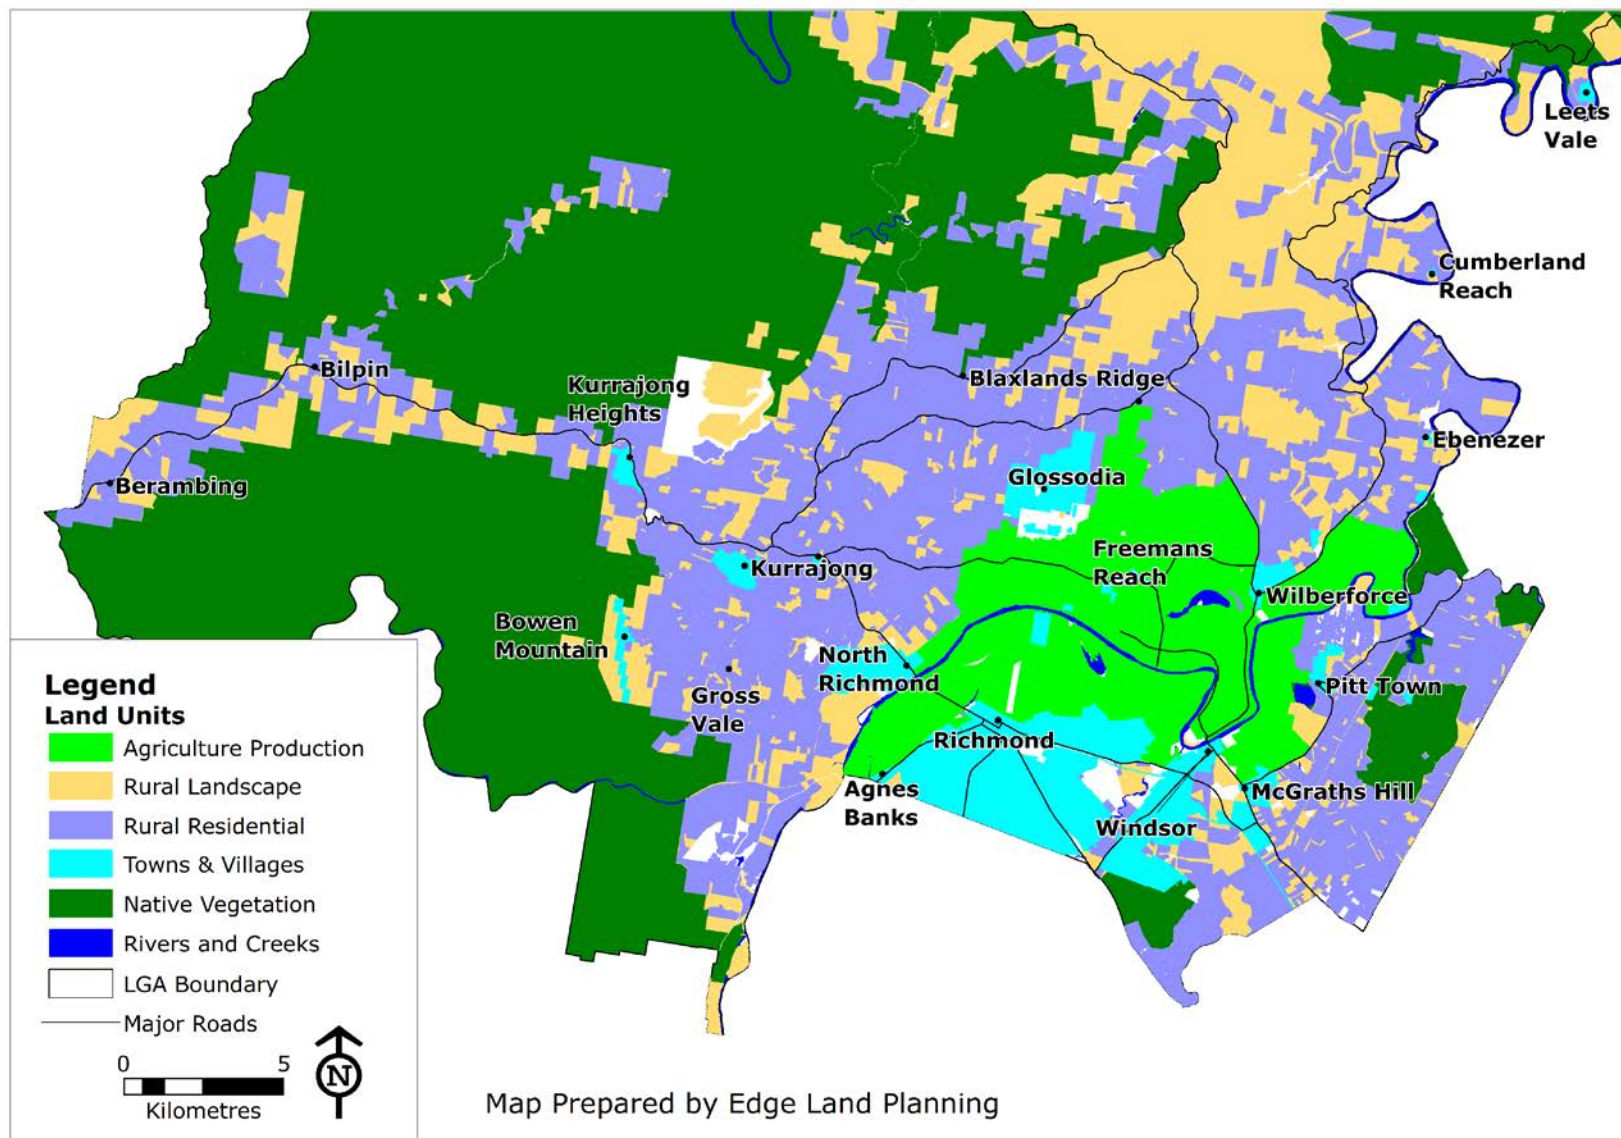 Leets
Vale
Cumberland
Reach
Bilpin
Kurrajong
Heights
Blaxlands Ridge
Ebenezer
Berambing
Glossodia
Freemans
Reach
Kurrajong
Wilberforce
Bowen
Mountain
North
Richmond
Gross
Vale
Pitt Town
Richmond
Agnes
Banks
McGraths Hill
Windsor
Legend
Land Units
Agriculture Production
Rural Landscape
Rural Residential
Towns & Villages
Native Vegetation
Rivers and Creeks
LGA Boundary
Major Roads
0 5
Kilometres
N
Map Prepared by Edge Land Planning